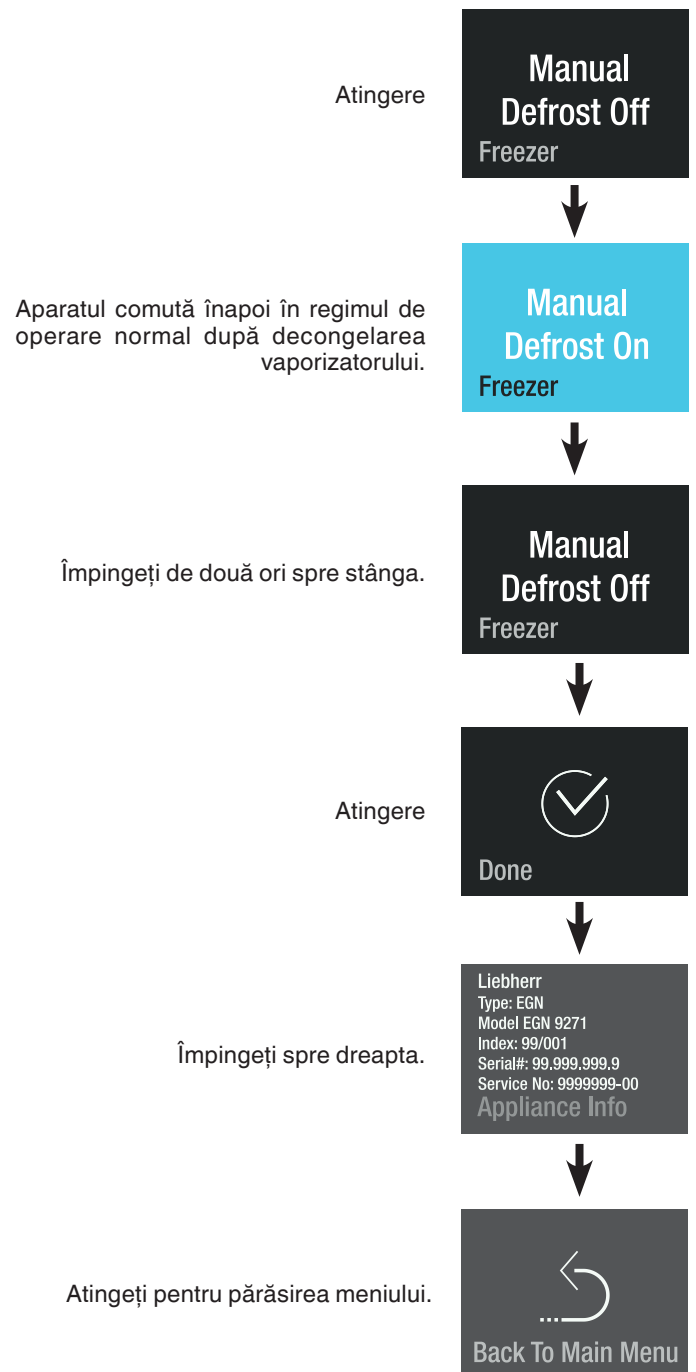 Atingere
Manual
Defrost Off
Freezer
Aparatul comută înapoi în regimul de
operare normal după decongelarea
vaporizatorului.
Manual
Defrost On
Freezer
Împingeți de două ori spre stânga.
Manual
Defrost Off
Freezer
Atingere
Done
Împingeți spre dreapta.
Liebherr
Type: EGN
Model EGN 9271
Index: 99/001
Serial#: 99.999.999.9
Service No: 9999999-00
Appliance Info
Atingeți pentru părăsirea meniului.
Back To Main Menu